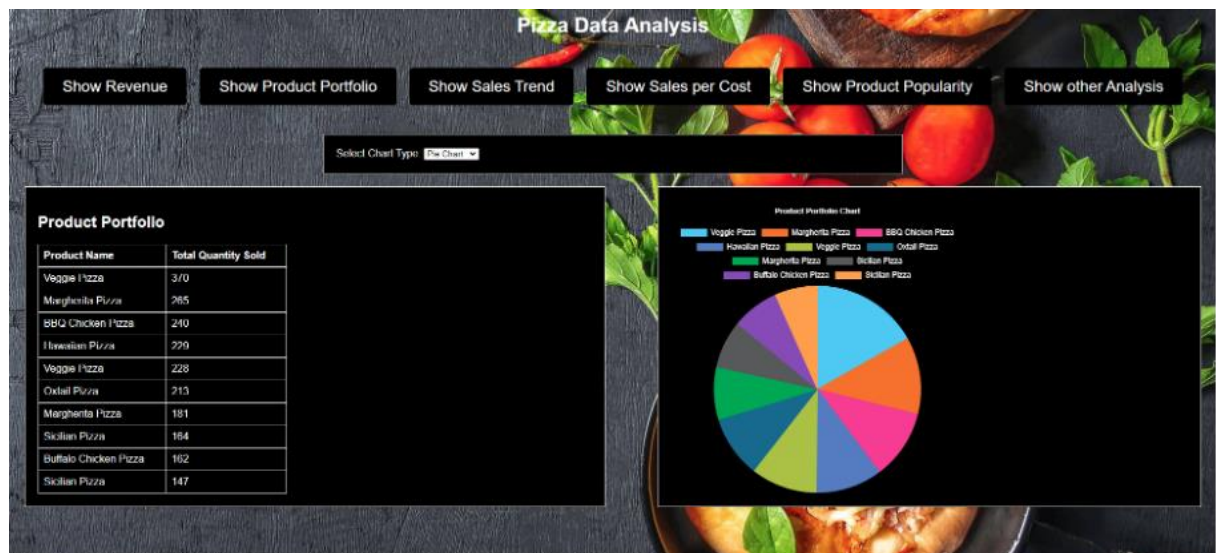 Pizza Data Analysis
Show Revenue Show Product Portfolio Show Sales Trend Show Sales per Cost Show Product Popularity Show other Analysis
Select Chart Type Pie Chart
Product Portfolio
Product Name Total Quantity Sold
Veggie Pizza 370
Margherita Pizza 265
BBQ Chicken Pizza 240
Hawaiian Pizza 229
Veggie Pizza 228
Oxtail Pizza 213
Margherita Pizza 181
Sicilian Pizza 164
Buffalo Chicken Pizza 162
Sicilian Pizza 147
Product Portfolio Chart
Veggie Pizza Margherita Pizza BBQ Chicken Pizza
Hawaiian Pizza Veggie Pizza Oxtail Pizza
Margherita Pizza Sicilian Pizza
Buffalo Chicken Pizza Sicilian Pizza